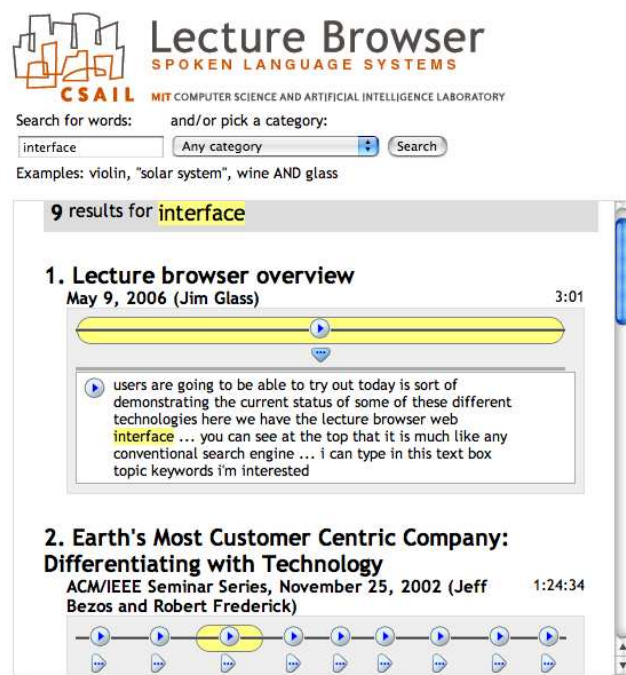 Lecture Browser
SPOKEN LANGUAGE SYSTEMS
CSAIL
MIT COMPUTER SCIENCE AND ARTIFICIAL INTELLIGENCE LABORATORY
Search for words: and/or pick a category:
interface Any category Search
Examples: violin, "solar system", wine AND glass
9 results for interface
1. Lecture browser overview
May 9, 2006 (Jim Glass) 3:01
users are going to be able to try out today is sort of
demonstrating the current status of some of these different
technologies here we have the lecture browser web
interface ... you can see at the top that it is much like any
conventional search engine ... i can type in this text box
topic keywords i'm interested
2. Earth's Most Customer Centric Company:
Differentiating with Technology
ACM/IEEE Seminar Series, November 25, 2002 (Jeff 1:24:34
Bezos and Robert Frederick)